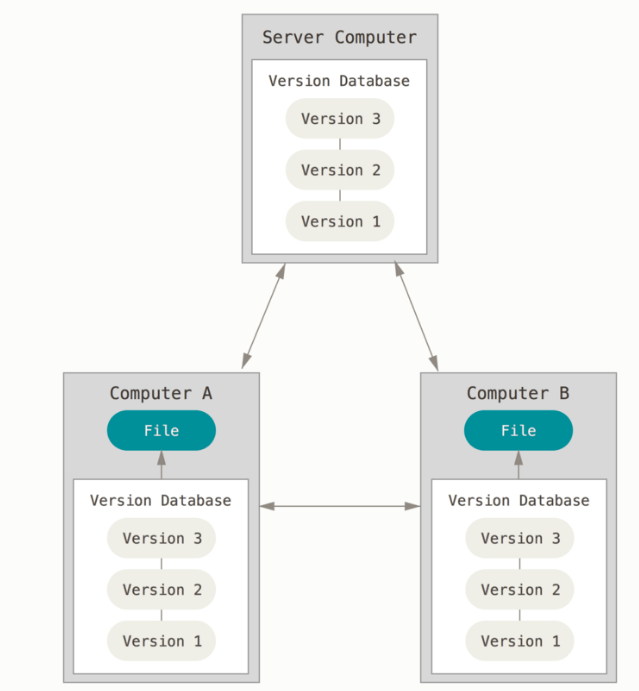 Server Computer
Version Database
Version 3
Version 2
Version 1
Computer A
File
Version Database
Version 3
Version 2
Version 1
Computer B
File
Version Database
Version 3
Version 2
Version 1